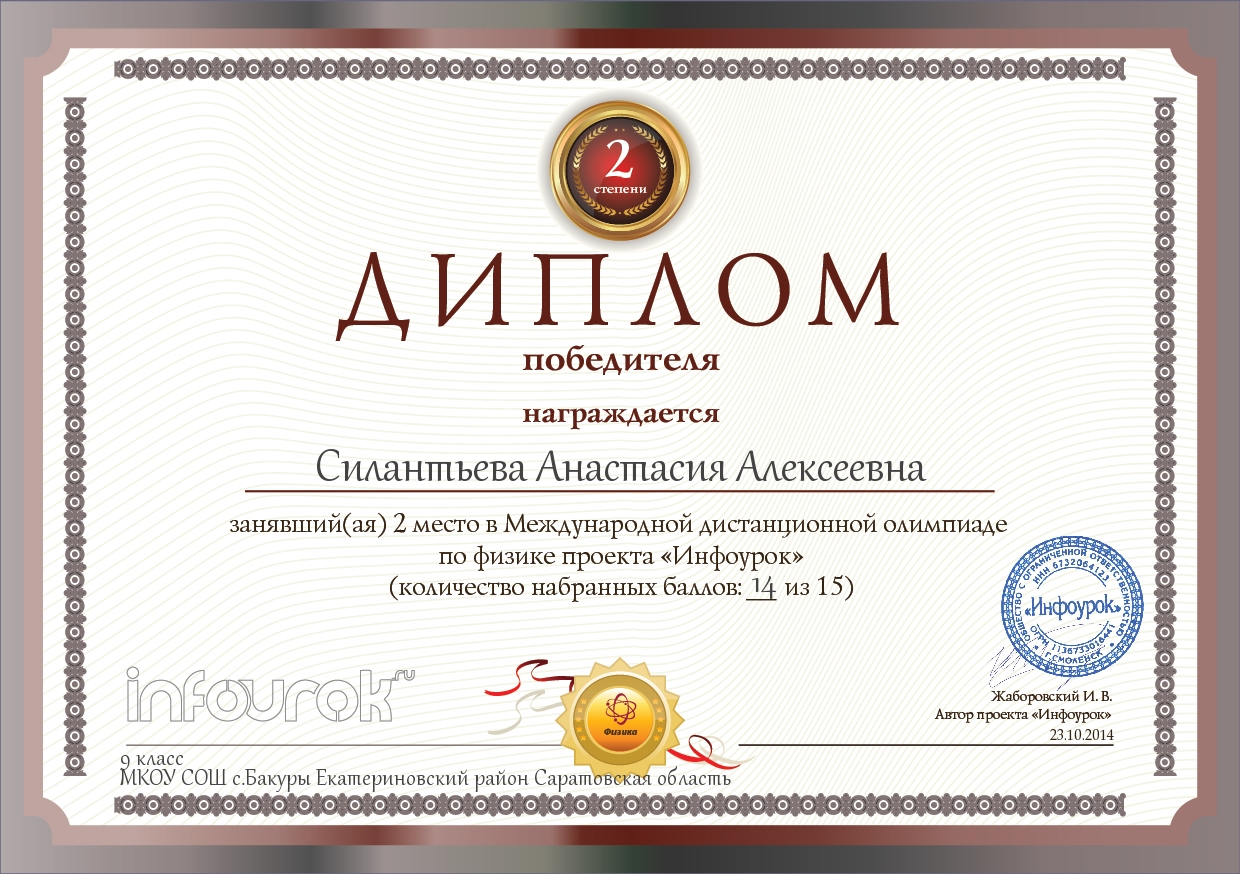 2
степени
ДИПЛОМ
победителя
награждается
Силантьева Анастасия Алексеевна
занявший(ая) 2 место в Международной дистанционной олимпиаде
по физике проекта «Инфоурок»
(количество набранных баллов: 14 из 15)
ОБЩЕСТВО С ОГРАНИЧЕННОЙ ОТВЕТСТВЕННОСТЬЮ
ИНН 6732064123
«Инфоурок»
ОГРН 1136733016441
Г.СМОЛЕНСК
infourok.ru
Физика
Жаборовский И. В.
Автор проекта «Инфоурок»
23.10.2014
9 класс
МКОУ СОШ с.Бакуры Екатериновский район Саратовская область